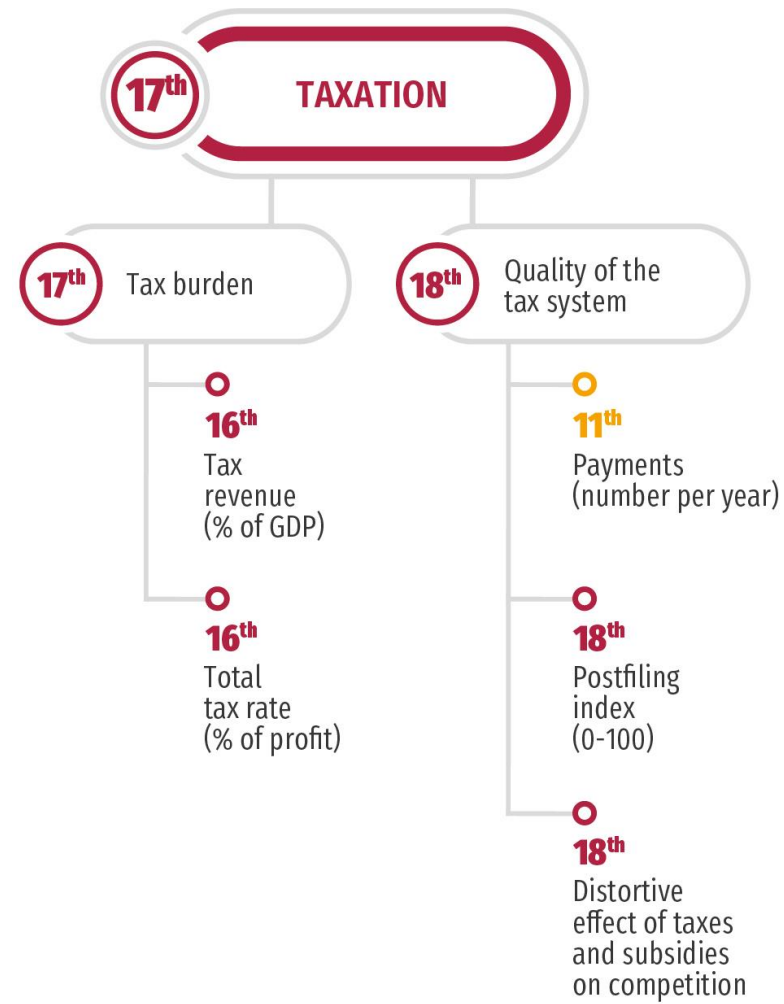 17th TAXATION
17th Tax burden
16th
Tax
revenue
(% of GDP)
16th
Total
tax rate
(% of profit)
18th Quality of the
tax system
11th
Payments
(number per year)
18th
Postfiling
index
(0-100)
18th
Distortive
effect of taxes
and subsidies
on competition